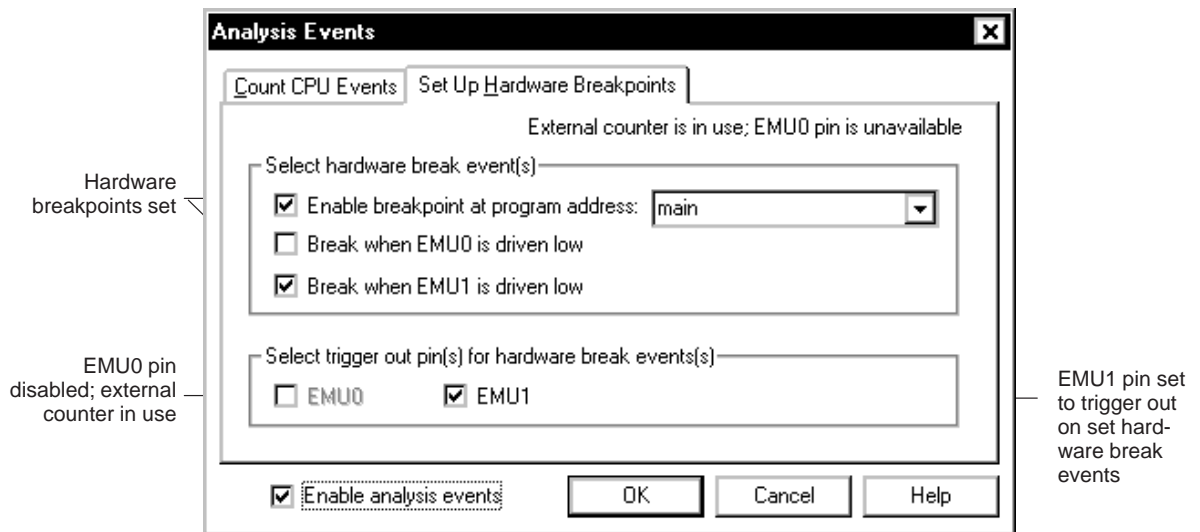 Analysis Events
Count CPU Events
Set Up Hardware Breakpoints
External counter is in use; EMU0 pin is unavailable
Select hardware break event(s)
Enable breakpoint at program address:
main
Break when EMU0 is driven low
Break when EMU1 is driven low
Select trigger out pin(s) for hardware break events(s)
EMU0
EMU1
Enable analysis events
OK
Cancel
Help
Hardware
breakpoints set
EMU0 pin
disabled; external
counter in use
EMU1 pin set
to trigger out
on set hard-
ware break
events